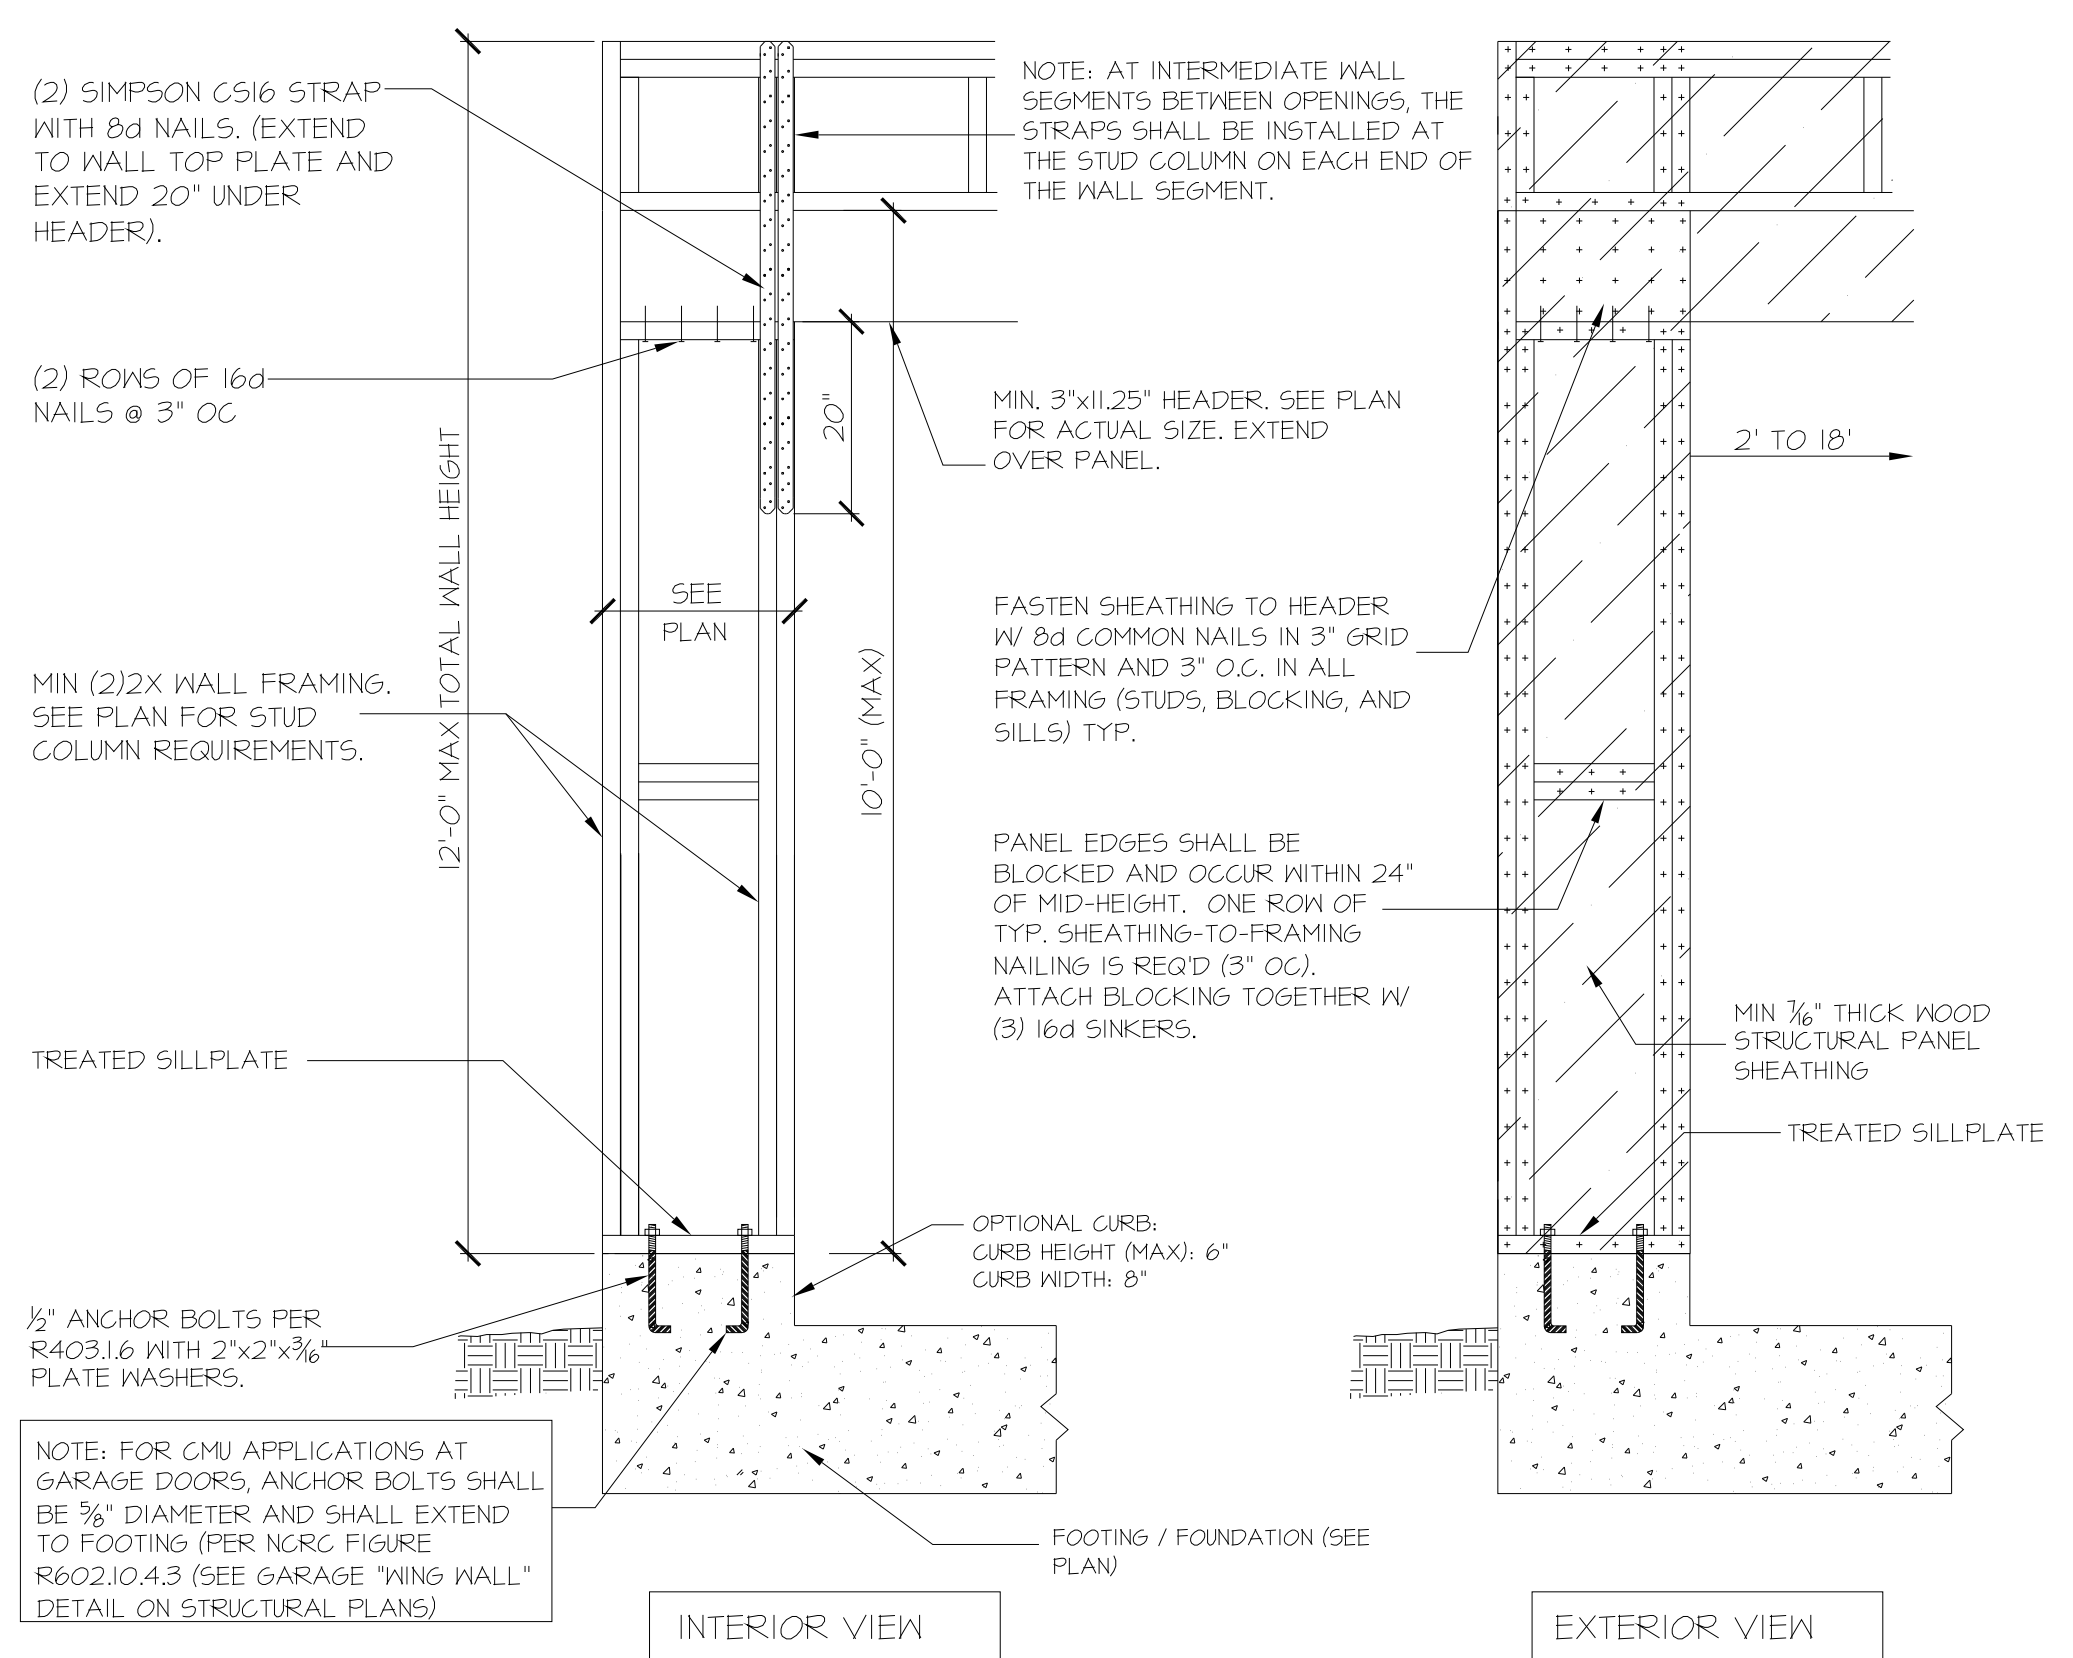 (2) SIMPSON CS16 STRAP
WITH 8d NAILS. (EXTEND
TO WALL TOP PLATE AND
EXTEND 20" UNDER
HEADER).
(2) ROWS OF 16d
NAILS @ 3" OC
12'-0" MAX TOTAL WALL HEIGHT
MIN (2)2X WALL FRAMING.
SEE PLAN FOR STUD
COLUMN REQUIREMENTS.
TREATED SILLPLATE
½" ANCHOR BOLTS PER
R403.1.6 WITH 2"x2"x3/16"
PLATE WASHERS.
NOTE: FOR CMU APPLICATIONS AT
GARAGE DOORS, ANCHOR BOLTS SHALL
BE ⅝" DIAMETER AND SHALL EXTEND
TO FOOTING (PER NCRC FIGURE
R602.10.4.3 (SEE GARAGE "WING WALL"
DETAIL ON STRUCTURAL PLANS)
SEE
PLAN
20"
10'-0" (MAX)
NOTE: AT INTERMEDIATE WALL
SEGMENTS BETWEEN OPENINGS, THE
STRAPS SHALL BE INSTALLED AT
THE STUD COLUMN ON EACH END OF
THE WALL SEGMENT.
MIN. 3"x11.25" HEADER. SEE PLAN
FOR ACTUAL SIZE. EXTEND
OVER PANEL.
FASTEN SHEATHING TO HEADER
W/ 8d COMMON NAILS IN 3" GRID
PATTERN AND 3" O.C. IN ALL
FRAMING (STUDS, BLOCKING, AND
SILLS) TYP.
PANEL EDGES SHALL BE
BLOCKED AND OCCUR WITHIN 24"
OF MID-HEIGHT. ONE ROW OF
TYP. SHEATHING-TO-FRAMING
NAILING IS REQ'D (3" OC).
ATTACH BLOCKING TOGETHER W/
(3) 16d SINKERS.
OPTIONAL CURB:
CURB HEIGHT (MAX): 6"
CURB WIDTH: 8"
FOOTING / FOUNDATION (SEE
PLAN)
INTERIOR VIEW
2' TO 18'
MIN 7/16" THICK WOOD
STRUCTURAL PANEL
SHEATHING
TREATED SILLPLATE
EXTERIOR VIEW